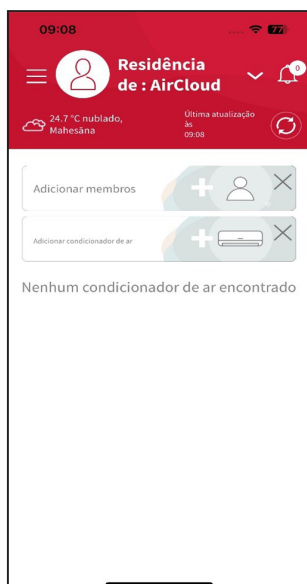 09:08
77
Residência
de : AirCloud
0
24.7 °C nublado,
Mahesāna
Última atualização
às
09:08
Adicionar membros
Adicionar condicionador de ar
Nenhum condicionador de ar encontrado